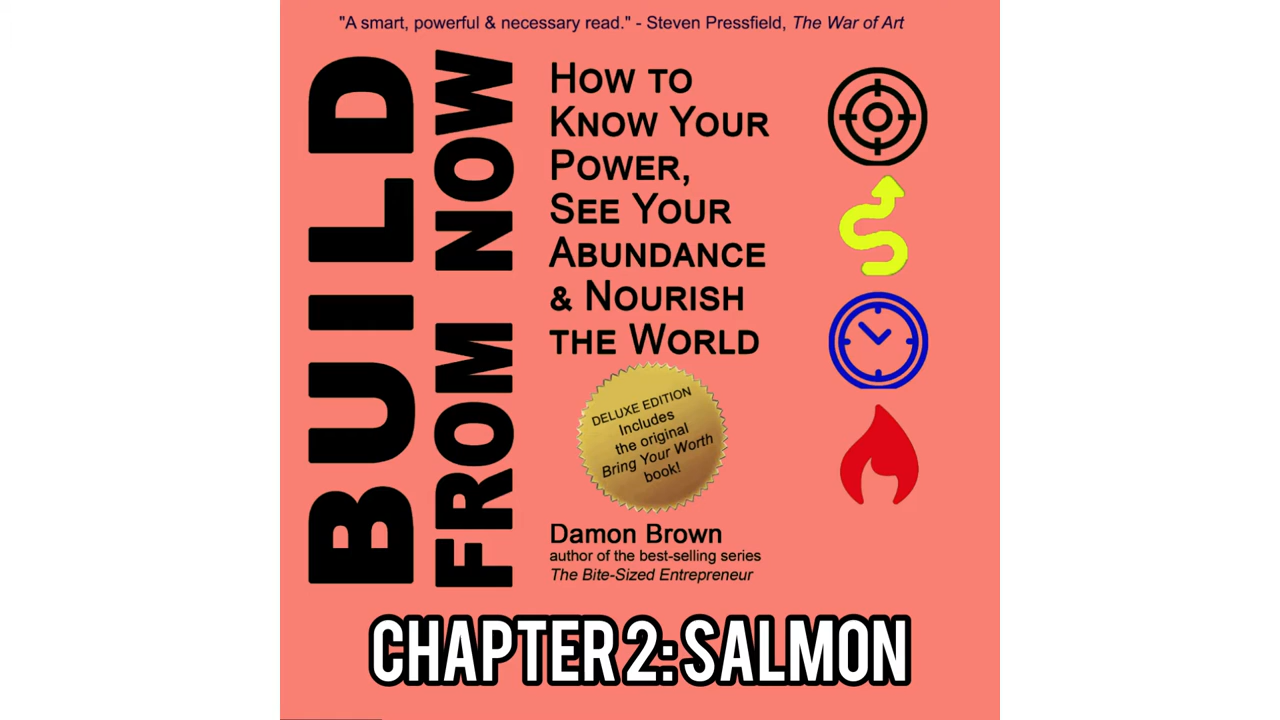 "A smart, powerful & necessary read." - Steven Pressfield, The War of Art
BUILD
FROM NOW
How to
Know Your
Power,
See Your
Abundance
& Nourish
the World
DELUXE EDITION
Includes
the original
Bring Your Worth
book!
Damon Brown
author of the best-selling series
The Bite-Sized Entrepreneur
CHAPTER 2: SALMON